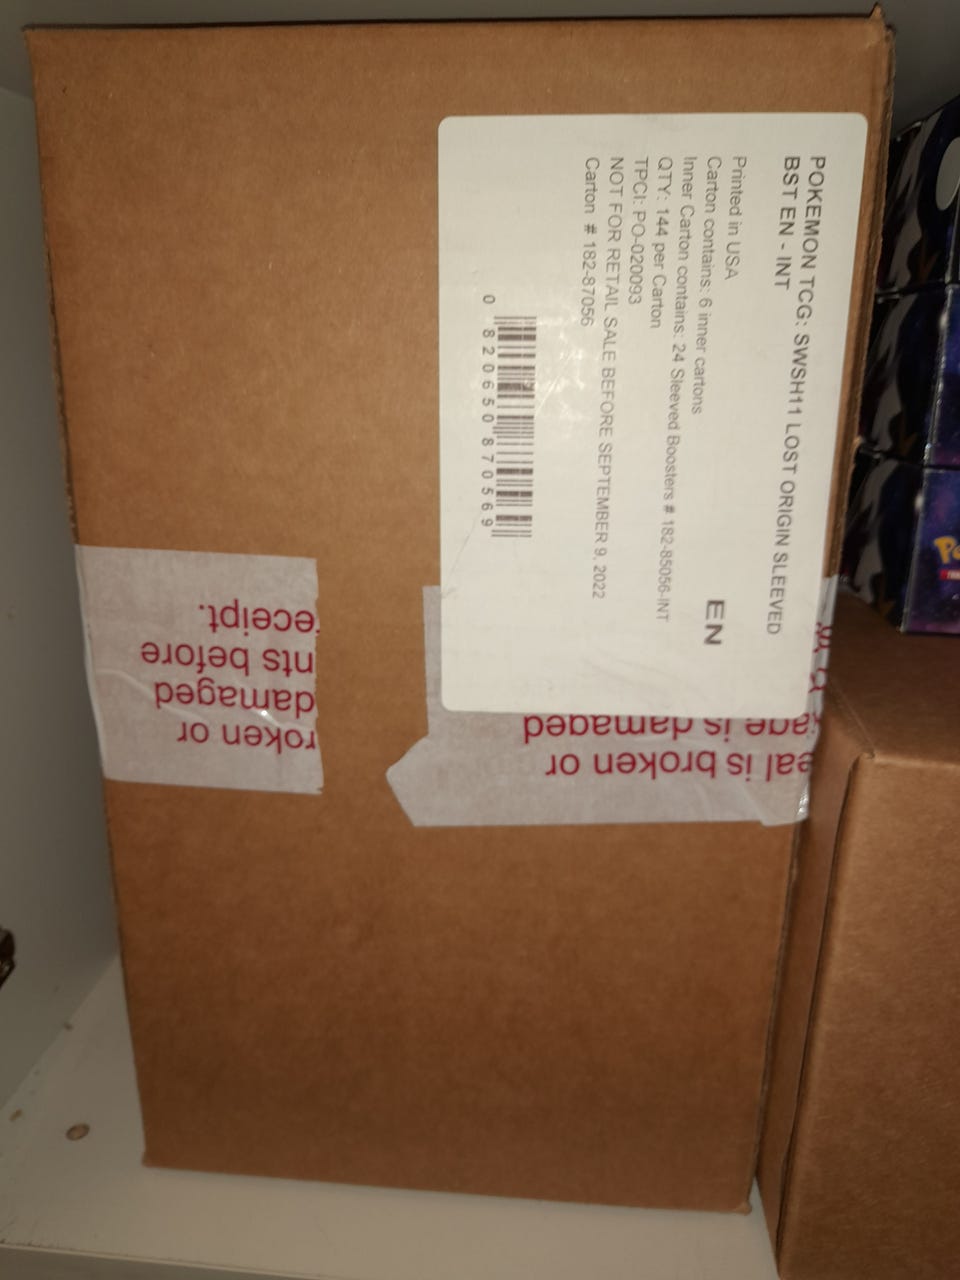 POKEMON TCG: SWSH11 LOST ORIGIN SLEEVED
BST EN - INT
EN
Printed in USA
Carton contains: 6 inner cartons
Inner Carton contains: 24 Sleeved Boosters # 182-85056-INT
QTY: 144 per Carton
TPCI: PO-020093
NOT FOR RETAIL SALE BEFORE SEPTEMBER 9, 2022
Carton # 182-87056
0 820650 870569
eal is broken or
age is damaged
roken or
damaged
nts before
eceipt.
Po